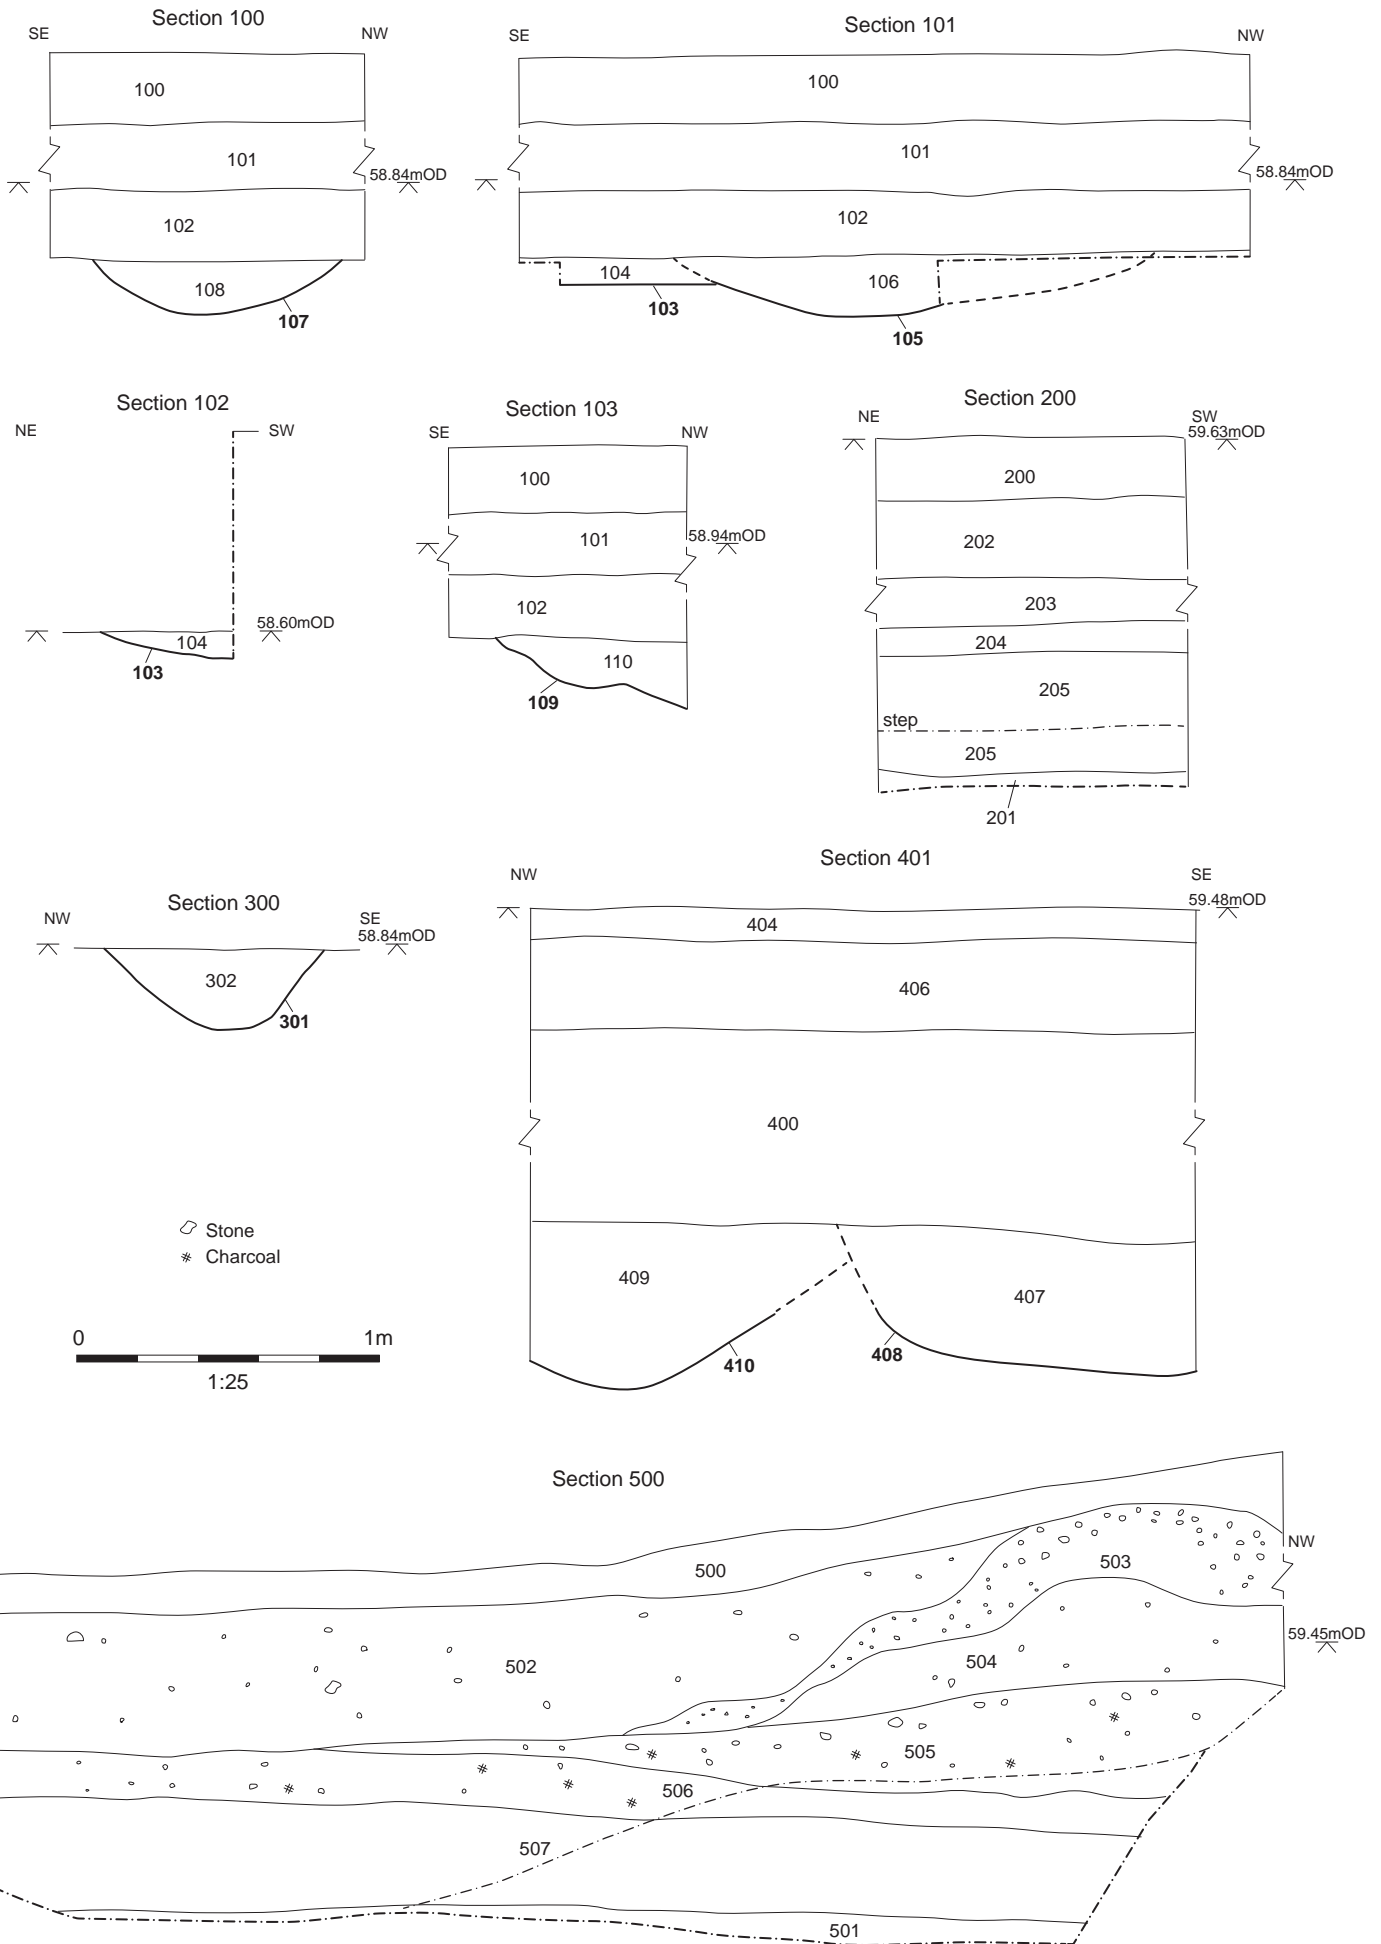 Section 100
SE
NW
100
101
58.84mOD
102
108
107
Section 101
SE
NW
100
101
58.84mOD
102
104
106
103
105
Section 102
NE
SW
58.60mOD
104
103
Section 103
SE
NW
100
101
58.94mOD
102
110
109
Section 200
NE
SW
59.63mOD
200
202
203
204
205
step
205
201
Section 300
NW
SE
58.84mOD
302
301
Section 401
NW
SE
59.48mOD
404
406
400
409
407
410
408
Stone
Charcoal
0
1m
1:25
Section 500
500
NW
503
59.45mOD
502
504
505
506
507
501